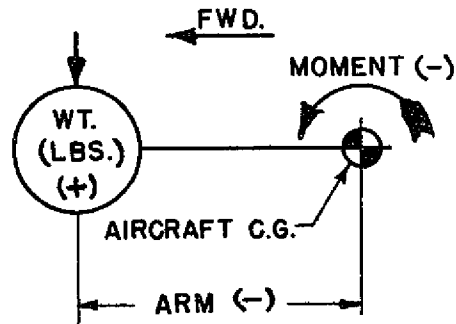 FWD.
MOMENT (-)
WT.
(LBS.)
(+)
AIRCRAFT C.G.
ARM (-)